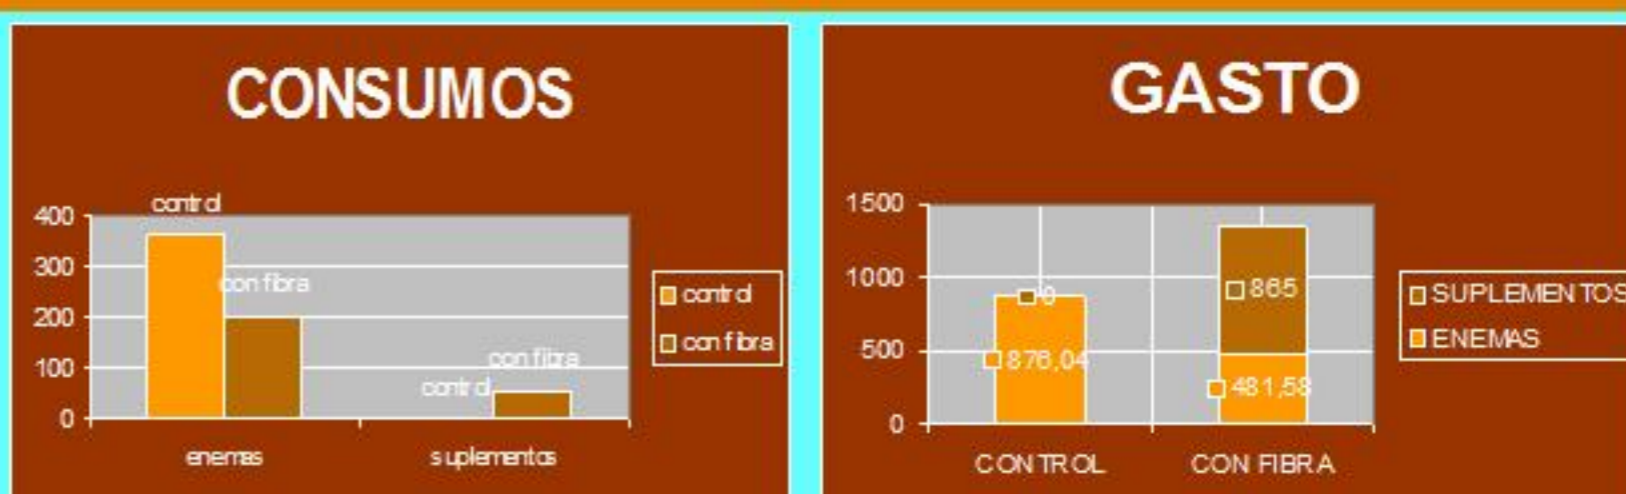 CONSUMOS
400
300
200
100
0
control
con fibra
control
con fibra
enemas
suplementos
control
con fibra
GASTO
1500
1000
500
0
0
876,04
865
481,58
CONTROL
CON FIBRA
SUPLEMENTOS
ENEMAS